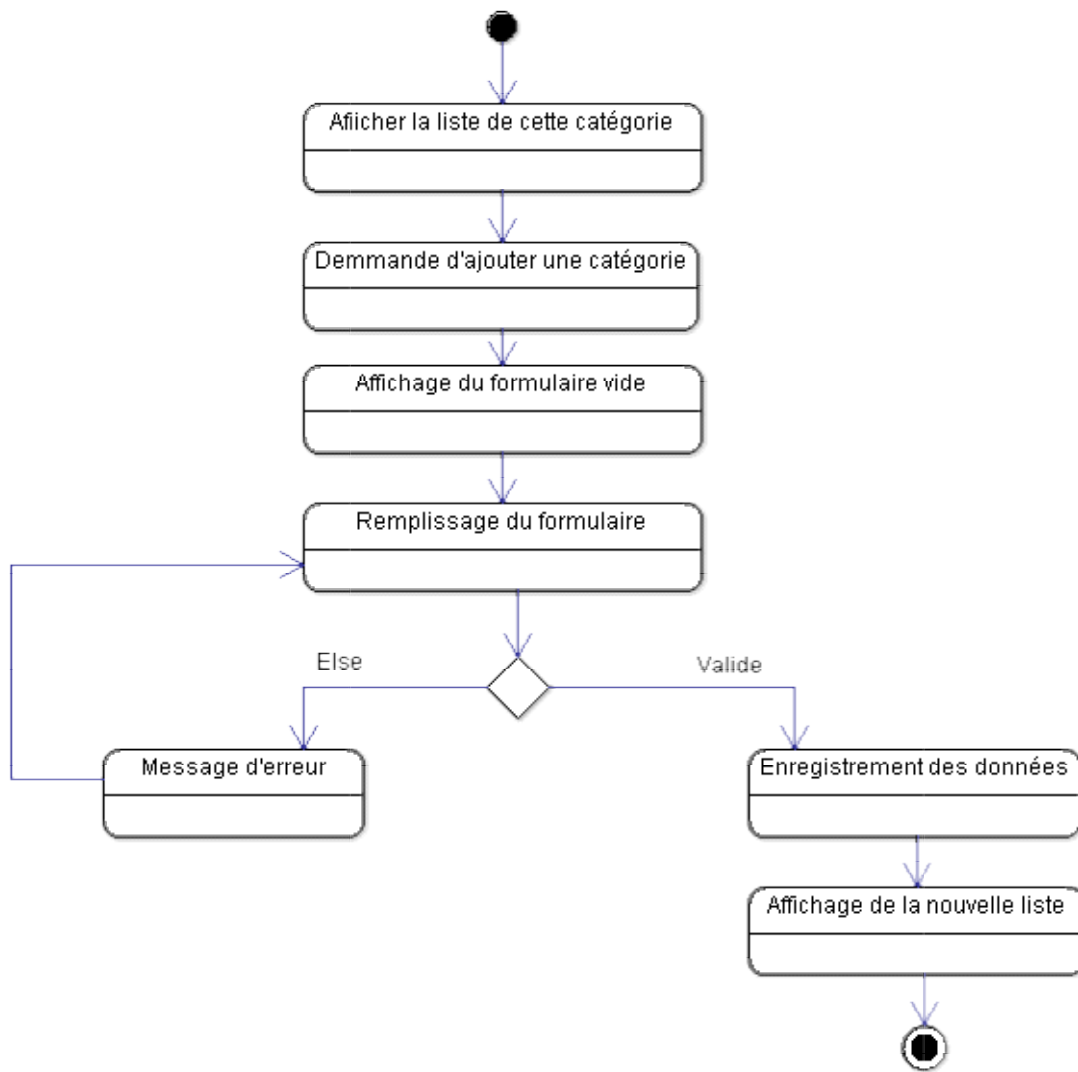 Afiicher la liste de cette catégorie
Demmande d'ajouter une catégorie
Affichage du formulaire vide
Remplissage du formulaire
Else
Valide
Message d'erreur
Enregistrement des données
Affichage de la nouvelle liste